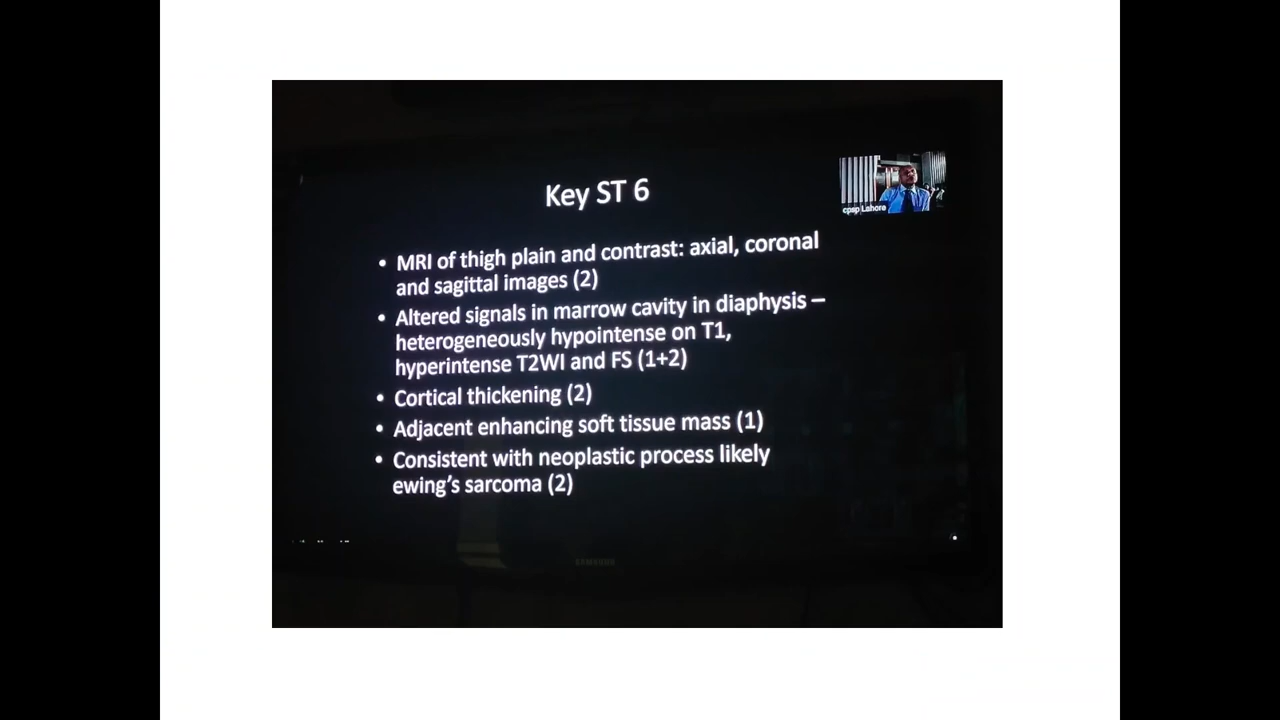 Key ST 6
cpsp Lahore
• MRI of thigh plain and contrast: axial, coronal
and sagittal images (2)
• Altered signals in marrow cavity in diaphysis –
heterogeneously hypointense on T1,
hyperintense T2WI and FS (1+2)
• Cortical thickening (2)
• Adjacent enhancing soft tissue mass (1)
• Consistent with neoplastic process likely
ewing's sarcoma (2)
SAMSUNG